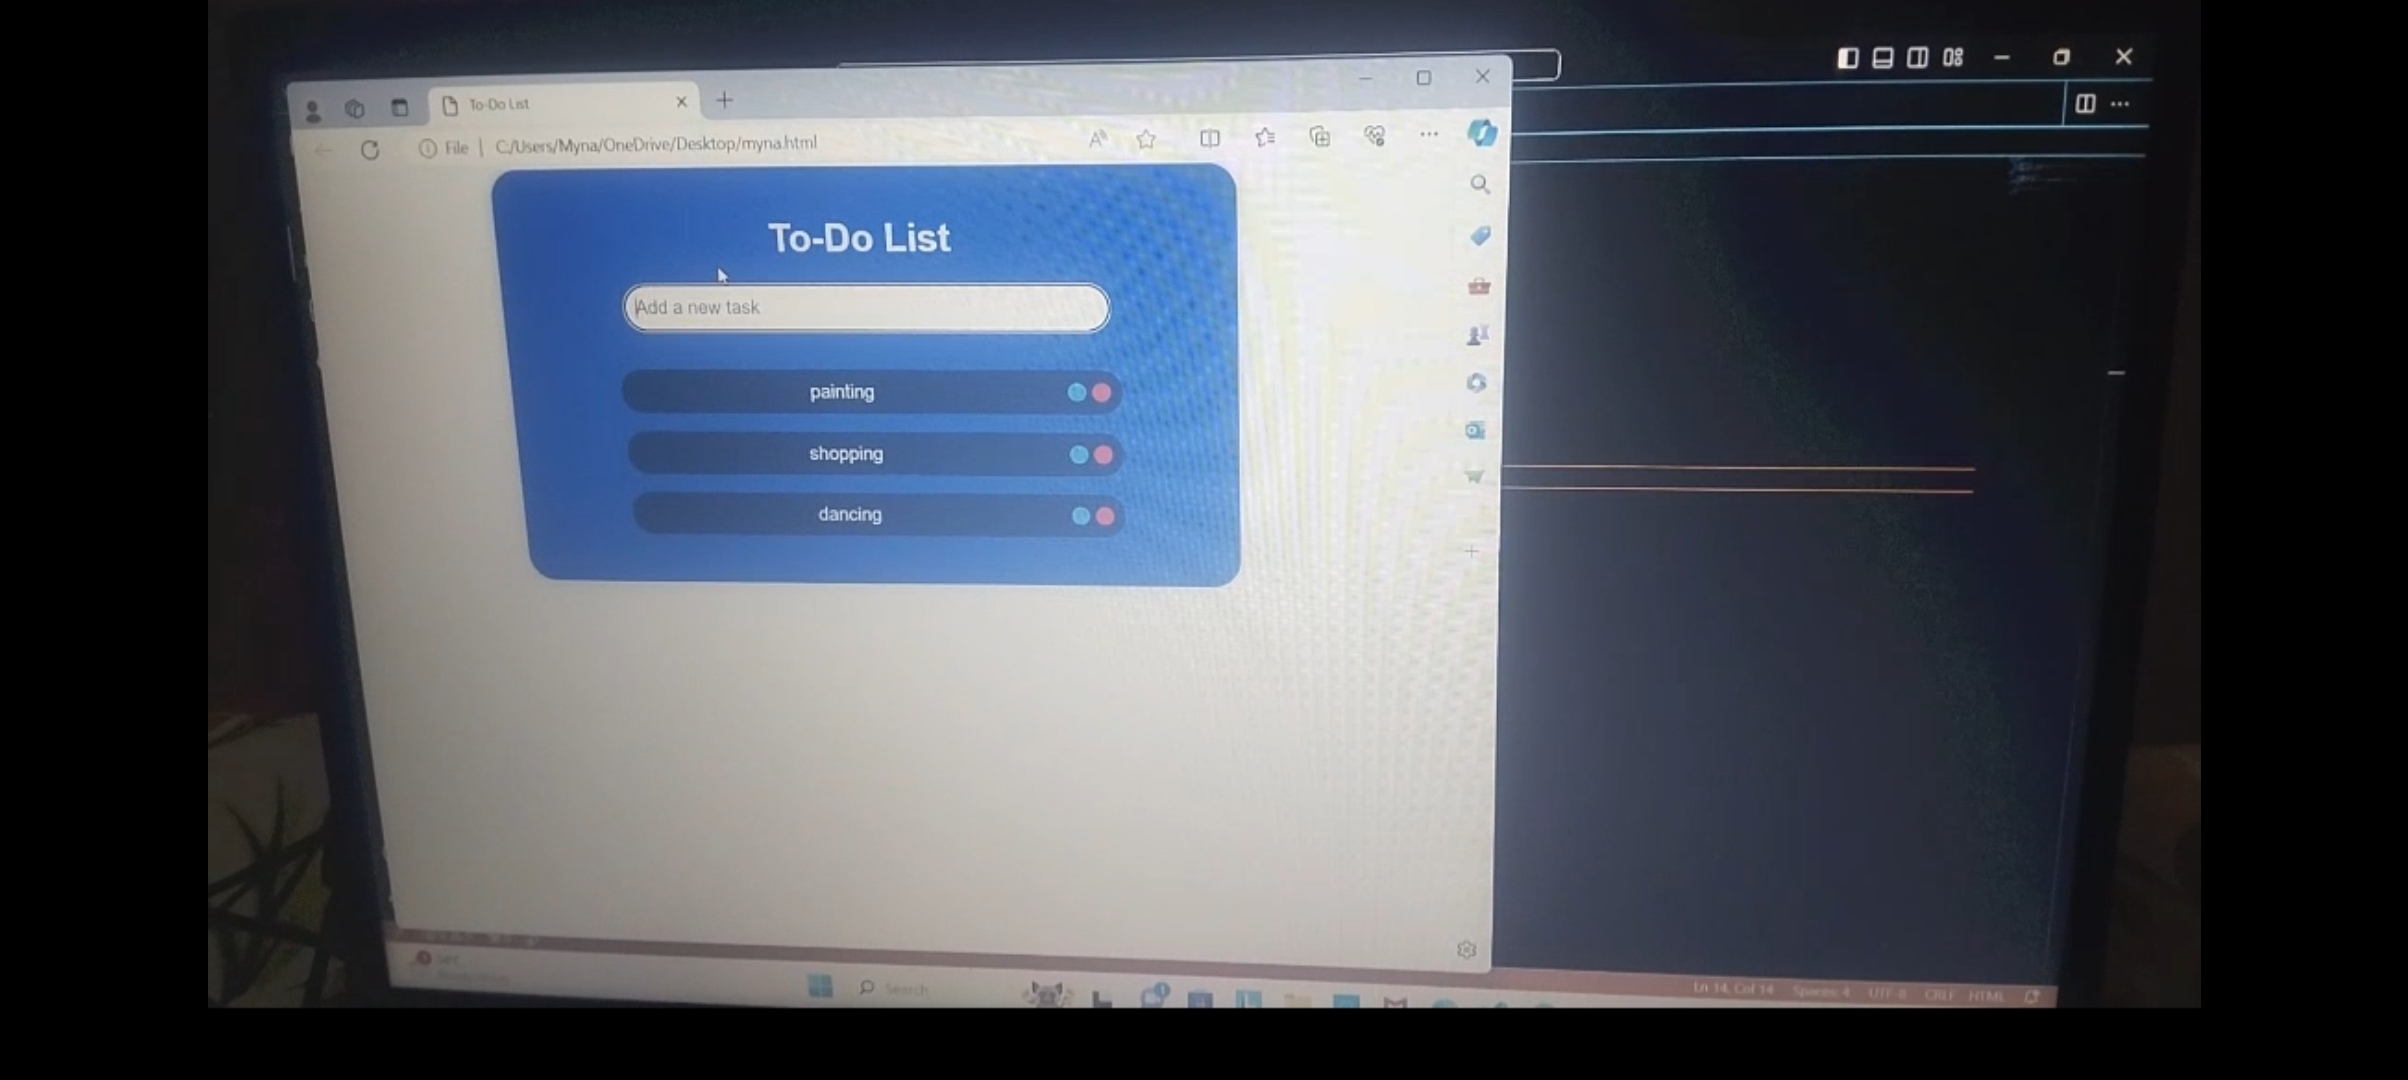 To-Do List
File | C:/Users/Myna/OneDrive/Desktop/myna.html
To-Do List
Add a new task
painting
shopping
dancing
Search
Ln 14, Col 14 Spaces: 4 UTF-8 CRLF HTML